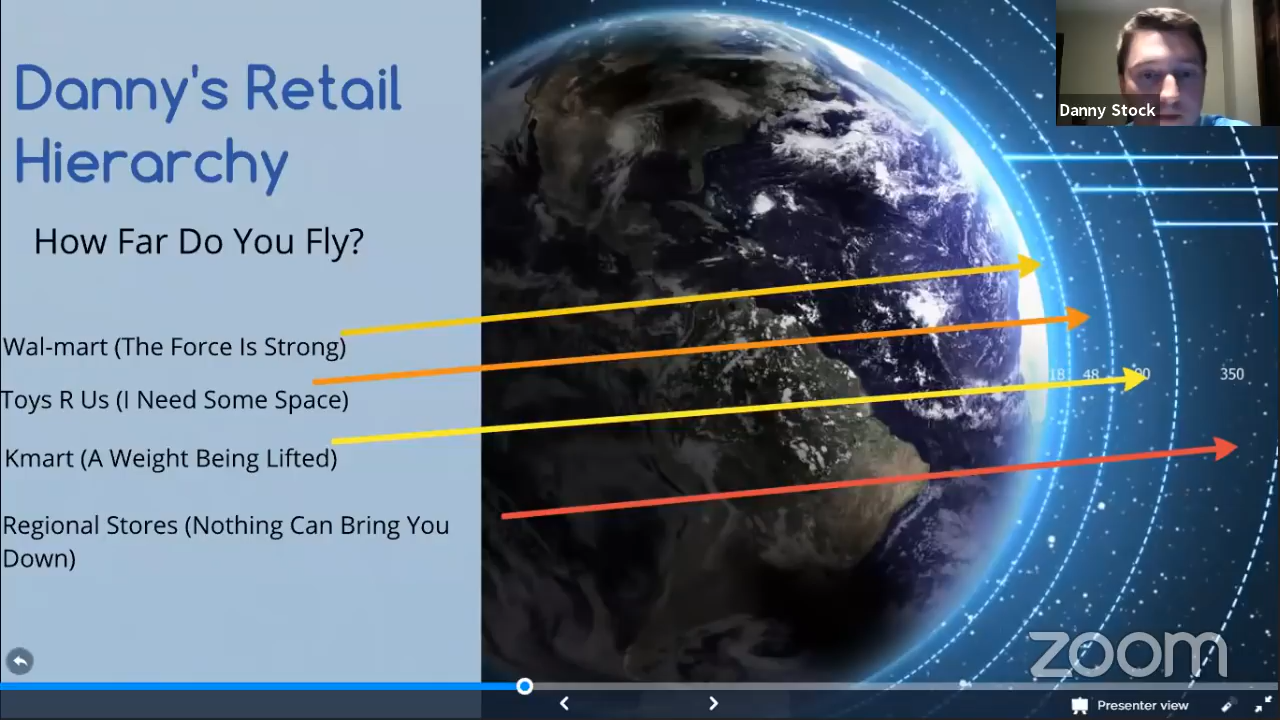 Danny's Retail
Hierarchy
How Far Do You Fly?
Wal-mart (The Force Is Strong)
Toys R Us (I Need Some Space)
Kmart (A Weight Being Lifted)
Regional Stores (Nothing Can Bring You
Down)
Danny Stock
18 48 350
zoom
Presenter view